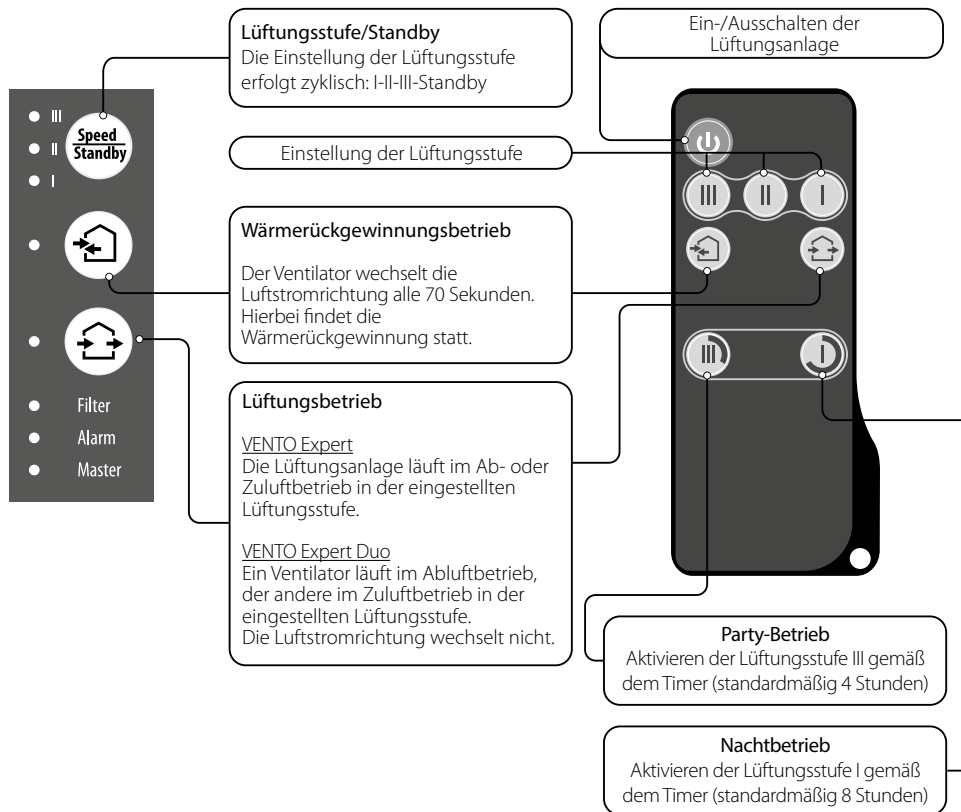 Lüftungsstufe/Standby
Die Einstellung der Lüftungsstufe
erfolgt zyklisch: I-II-III-Standby
Ein-/Ausschalten der
Lüftungsanlage
III
II
I
Speed
Standby
Einstellung der Lüftungsstufe
III
II
I
Wärmerückgewinnungsbetrieb
Der Ventilator wechselt die
Luftstromrichtung alle 70 Sekunden.
Hierbei findet die
Wärmerückgewinnung statt.
III
I
Filter
Alarm
Master
Lüftungsbetrieb
VENTO Expert
Die Lüftungsanlage läuft im Ab- oder
Zuluftbetrieb in der eingestellten
Lüftungsstufe.
VENTO Expert Duo
Ein Ventilator läuft im Abluftbetrieb,
der andere im Zuluftbetrieb in der
eingestellten Lüftungsstufe.
Die Luftstromrichtung wechselt nicht.
Party-Betrieb
Aktivieren der Lüftungsstufe III gemäß
dem Timer (standardmäßig 4 Stunden)
Nachtbetrieb
Aktivieren der Lüftungsstufe I gemäß
dem Timer (standardmäßig 8 Stunden)